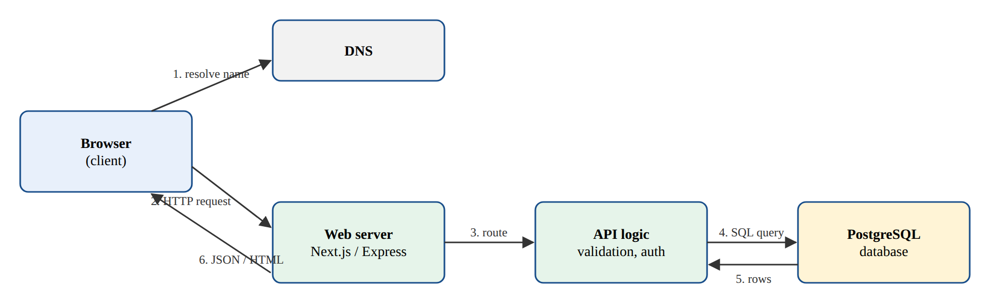 DNS
1. resolve name
Browser
(client)
2. HTTP request
Web server
Next.js / Express
6. JSON / HTML
3. route
API logic
validation, auth
4. SQL query
5. rows
PostgreSQL
database